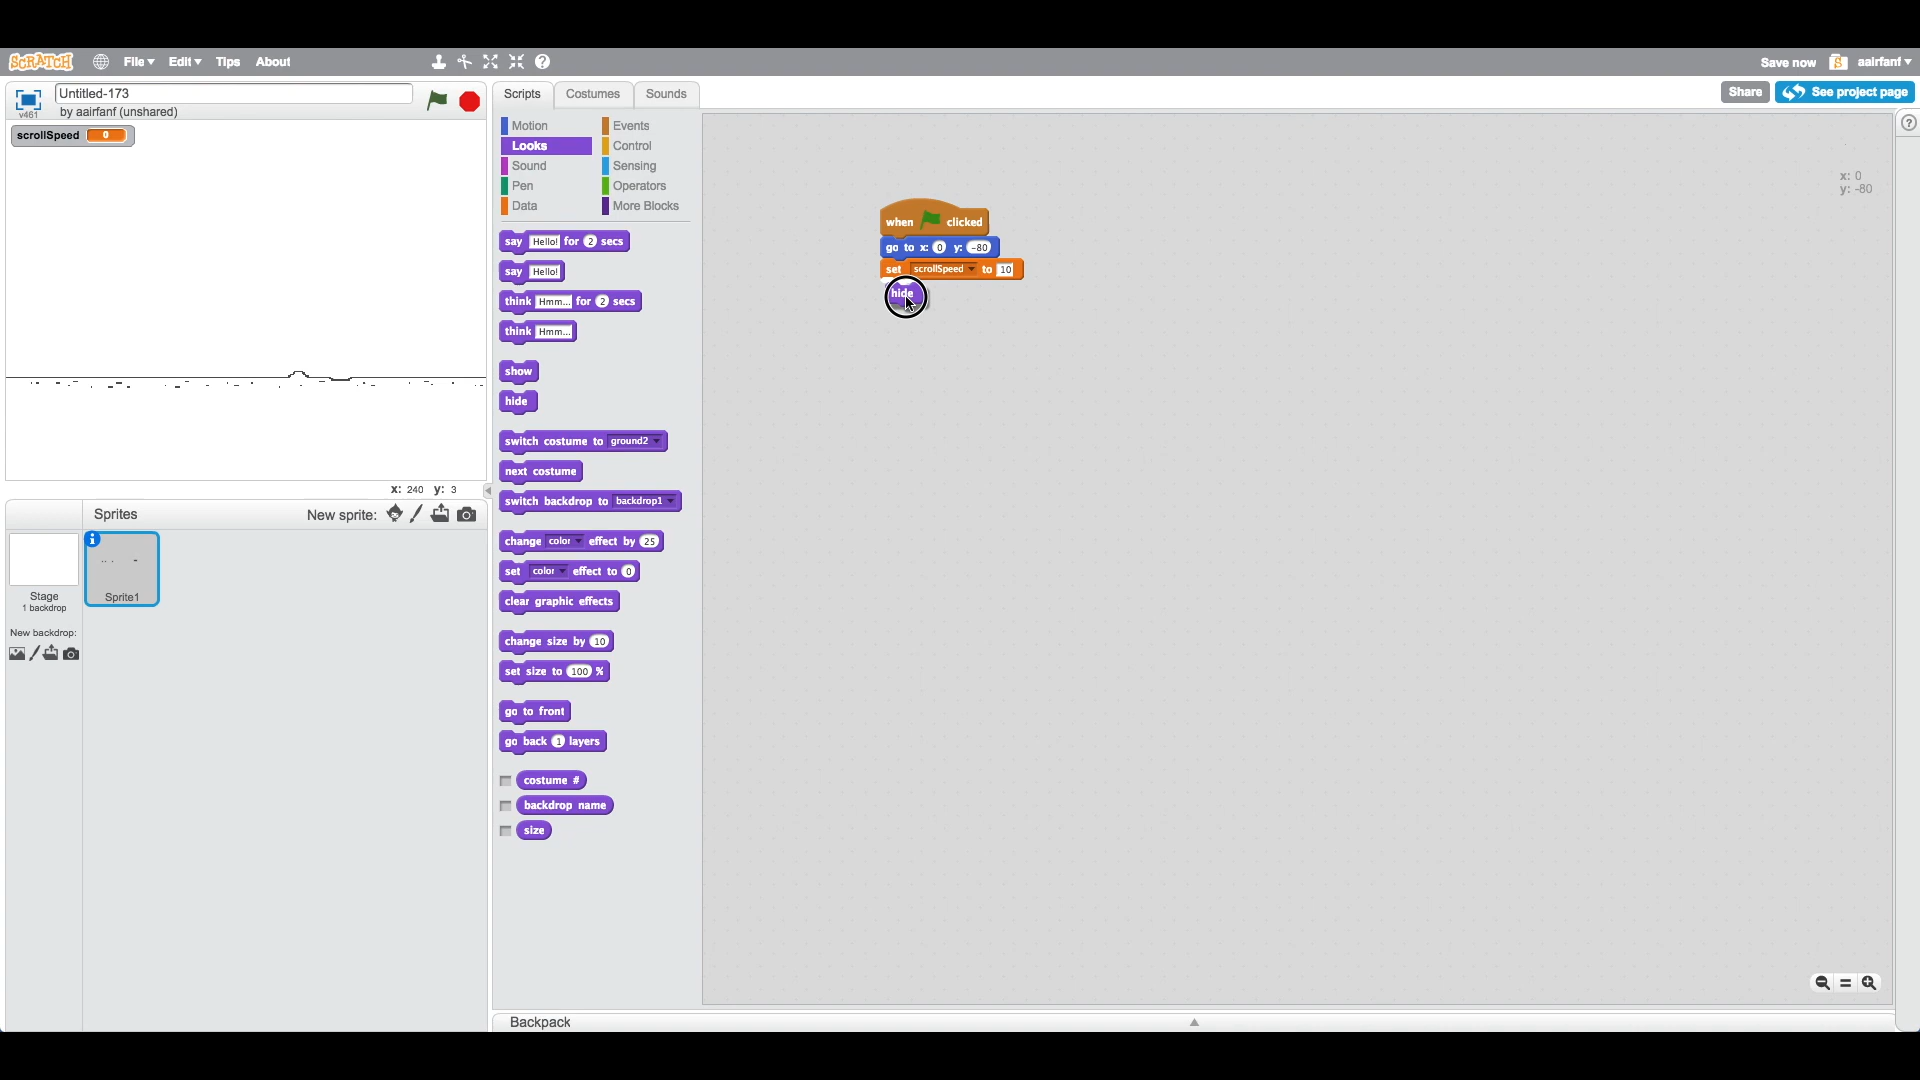 SCRATCH File Edit Tips About Save now aairfanf
Untitled-173
by aairfanf (unshared)
v461
Scripts Costumes Sounds
Share See project page
scrollSpeed 0
Motion Events
Looks Control
Sound Sensing
Pen Operators
Data More Blocks
x: 0
y: -80
when clicked
go to x: 0 y: -80
set scrollSpeed to 10
hide
say Hello! for 2 secs
say Hello!
think Hmm... for 2 secs
think Hmm...
show
hide
switch costume to ground2
next costume
switch backdrop to backdrop1
change color effect by 25
set color effect to 0
clear graphic effects
change size by 10
set size to 100 %
go to front
go back 1 layers
costume #
backdrop name
size
x: 240 y: 3
Sprites New sprite:
Stage
1 backdrop
Sprite1
New backdrop:
Backpack